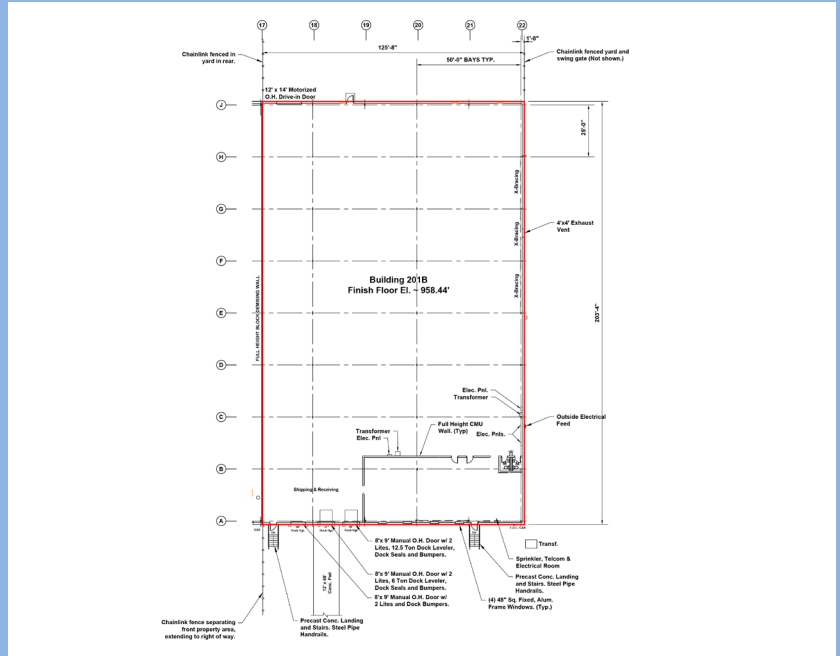 17 18 19 20 21 22
1'-8"
125'-8"
Chainlink fenced in
yard in rear.
50'-0" BAYS TYP.
Chainlink fenced yard and
swing gate (Not shown.)
12' x 14' Motorized
O.H. Drive-in Door
J
25'-0"
H
X-Bracing
G
4'x4' Exhaust
Vent
X-Bracing
F
Building 201B
Finish Floor El. ~ 958.44'
X-Bracing
FULL HEIGHT BLOCK DEMISING WALL
E
203'-4"
D
Elec. Pnl.
Transformer
C
Outside Electrical
Feed
Full Height CMU
Wall. (Typ)
Elec. Pnls.
Transformer
Elec. Pnl
B
Shipping & Receiving
A
8'x 9' Manual O.H. Door w/ 2
Lites, 12.5 Ton Dock Leveler,
Dock Seals and Bumpers.
Transf.
Sprinkler, Telcom &
Electrical Room
8'x 9' Manual O.H. Door w/ 2
Lites, 6 Ton Dock Leveler,
Dock Seals and Bumpers.
Precast Conc. Landing
and Stairs. Steel Pipe
Handrails.
12' x 66'
Conc. Pad
8'x 9' Manual O.H. Door w/
2 Lites and Dock Bumpers.
(4) 48" Sq. Fixed, Alum.
Frame Windows. (Typ.)
Chainlink fence separating
front property area,
extending to right of way.
Precast Conc. Landing
and Stairs. Steel Pipe
Handrails.